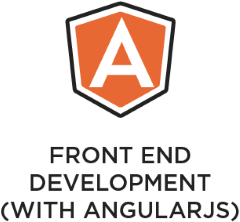 A
FRONT END
DEVELOPMENT
(WITH ANGULARJS)